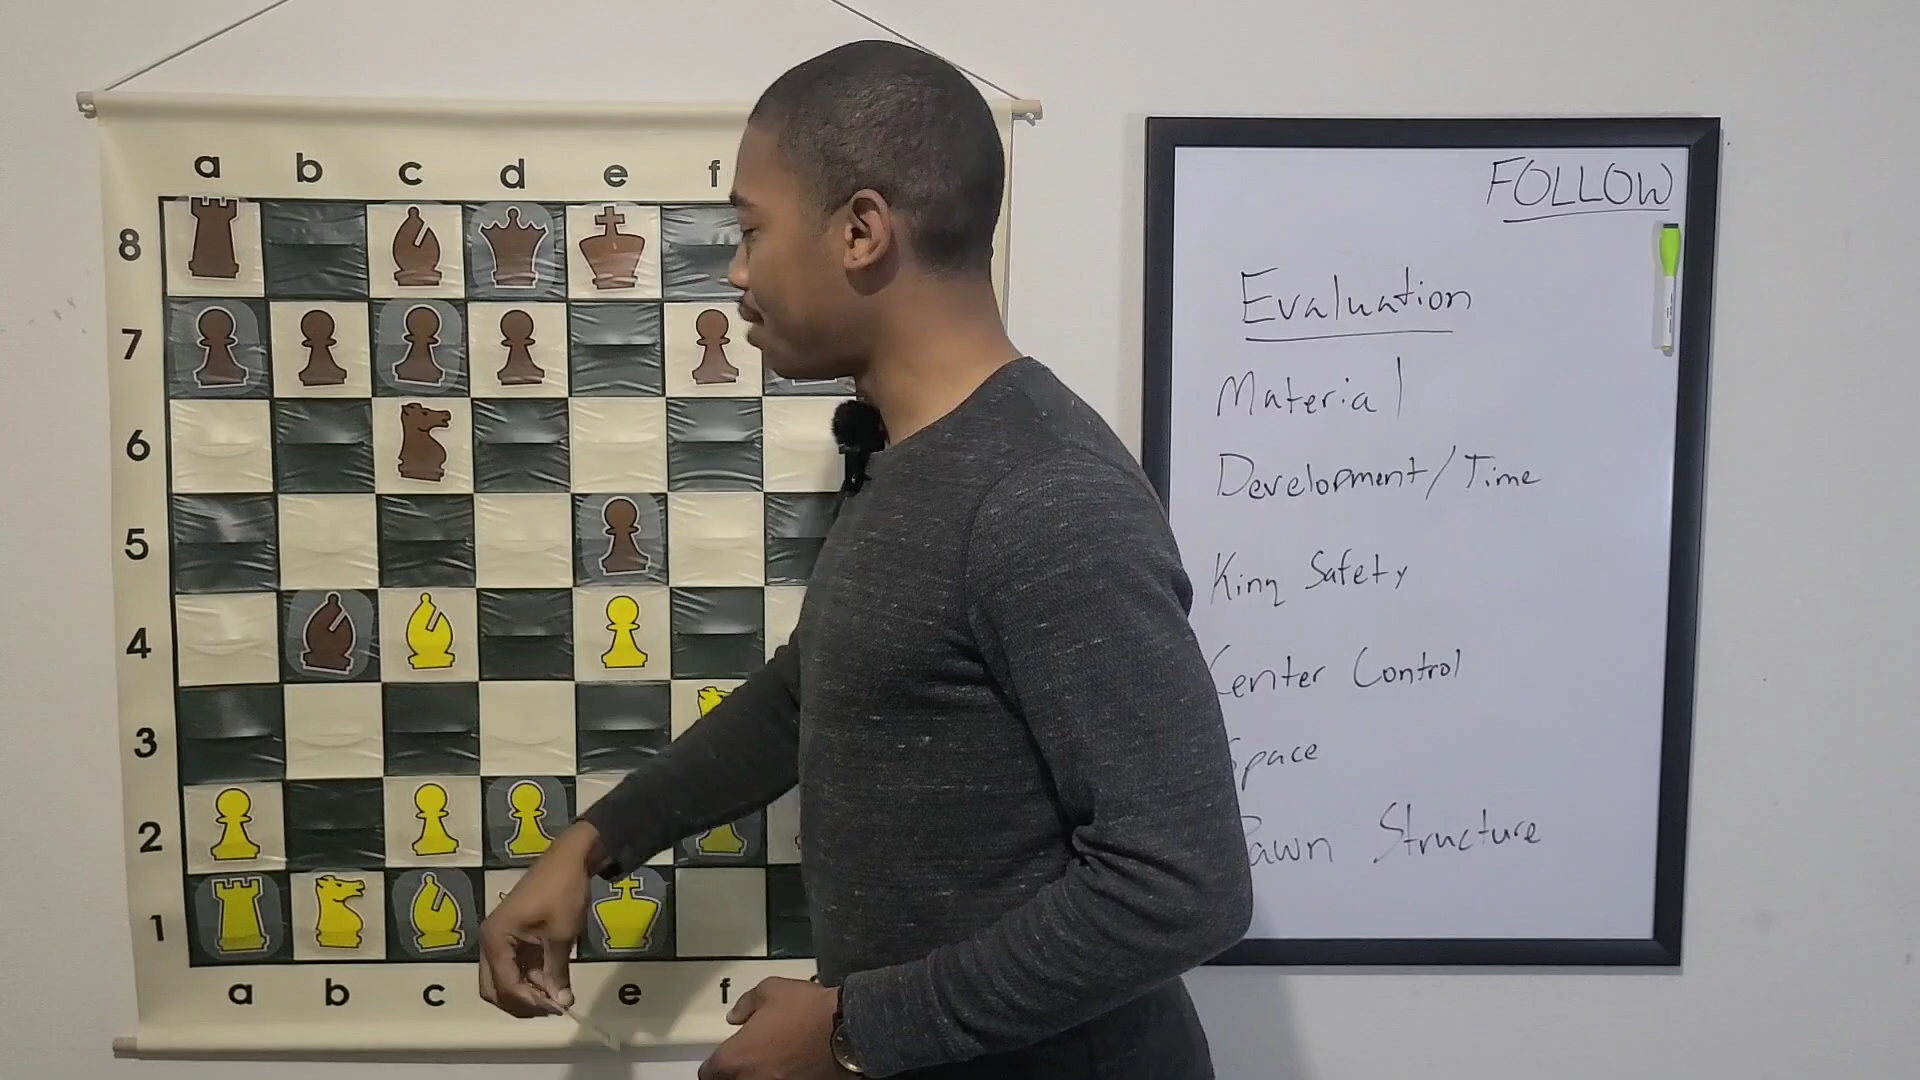 a b c d e f
8
7
6
5
4
3
2
1
a b c e f
FOLLOW
Evaluation
Material
Development/Time
King Safety
Center Control
Space
Pawn Structure